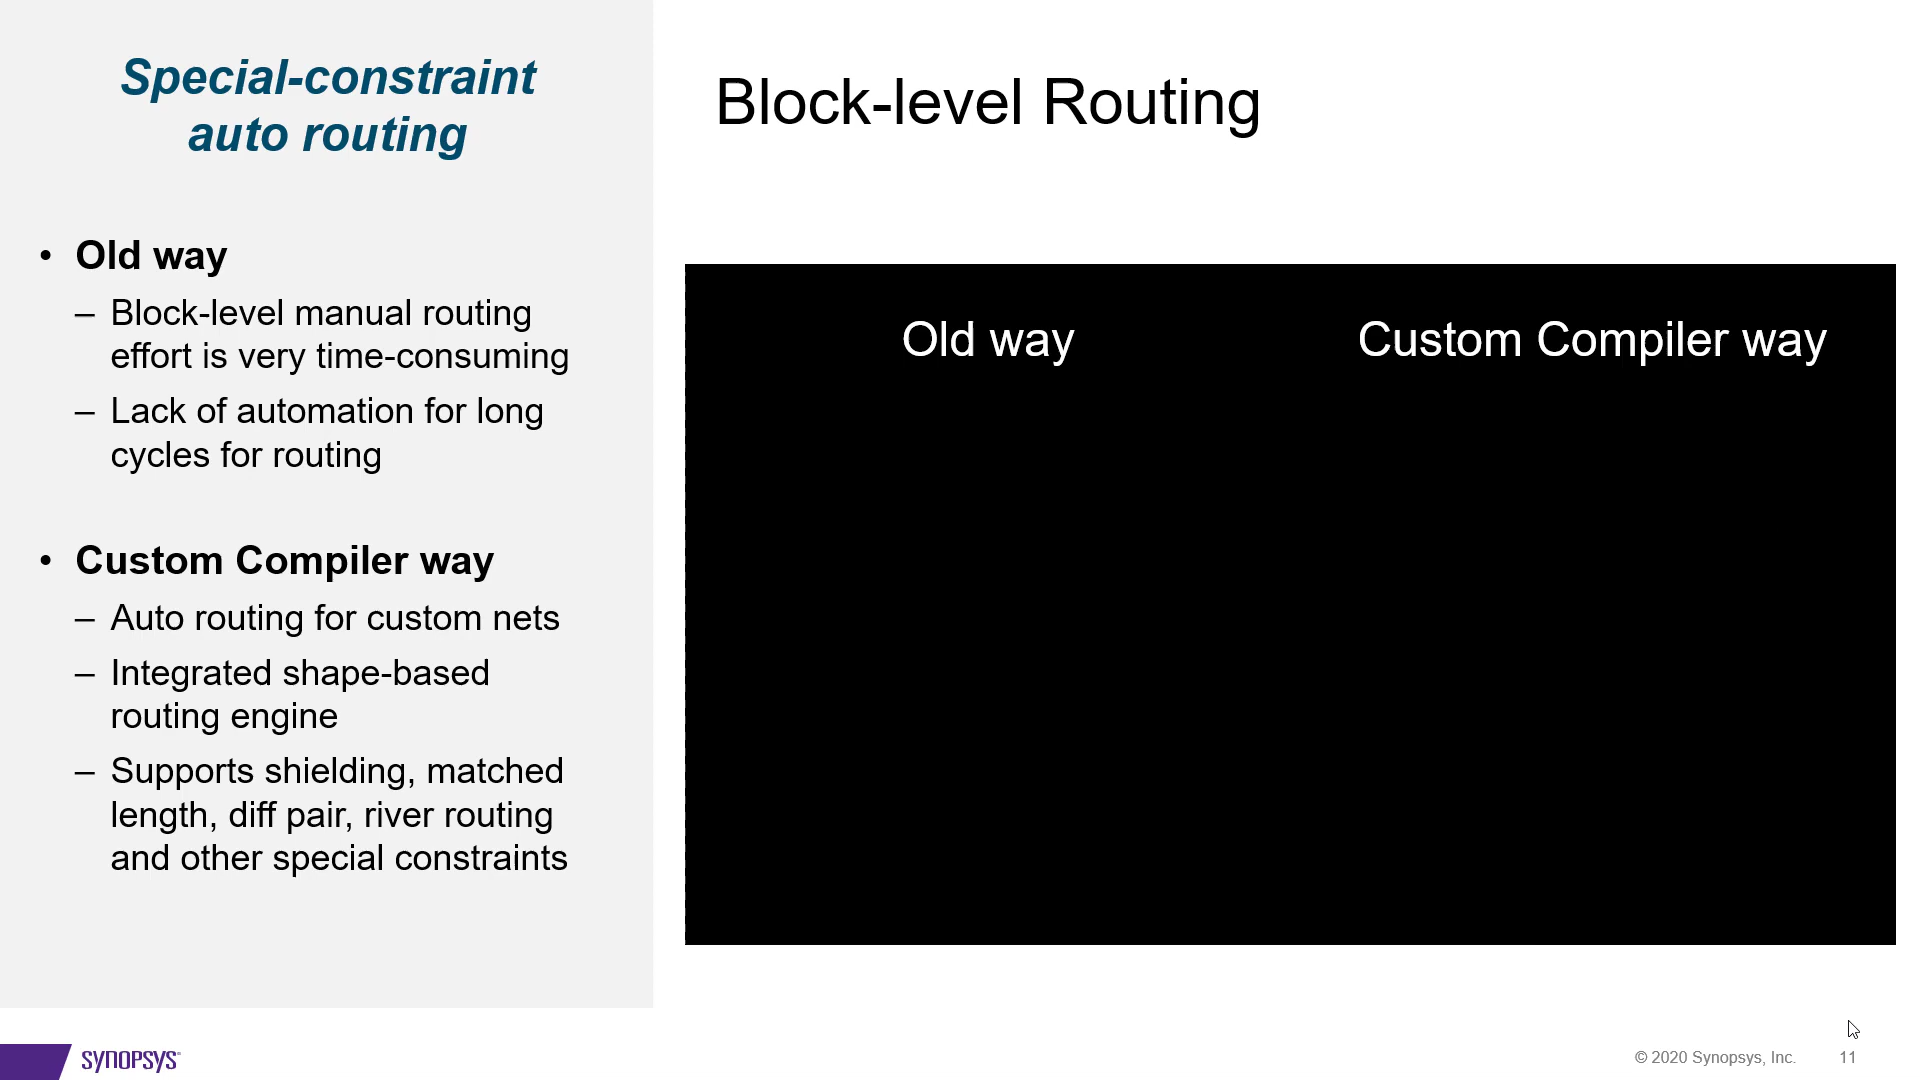 Special-constraint
auto routing
• Old way
– Block-level manual routing
effort is very time-consuming
– Lack of automation for long
cycles for routing
• Custom Compiler way
– Auto routing for custom nets
– Integrated shape-based
routing engine
– Supports shielding, matched
length, diff pair, river routing
and other special constraints
Block-level Routing
Old way
Custom Compiler way
SYNOPSYS
© 2020 Synopsys, Inc.
11